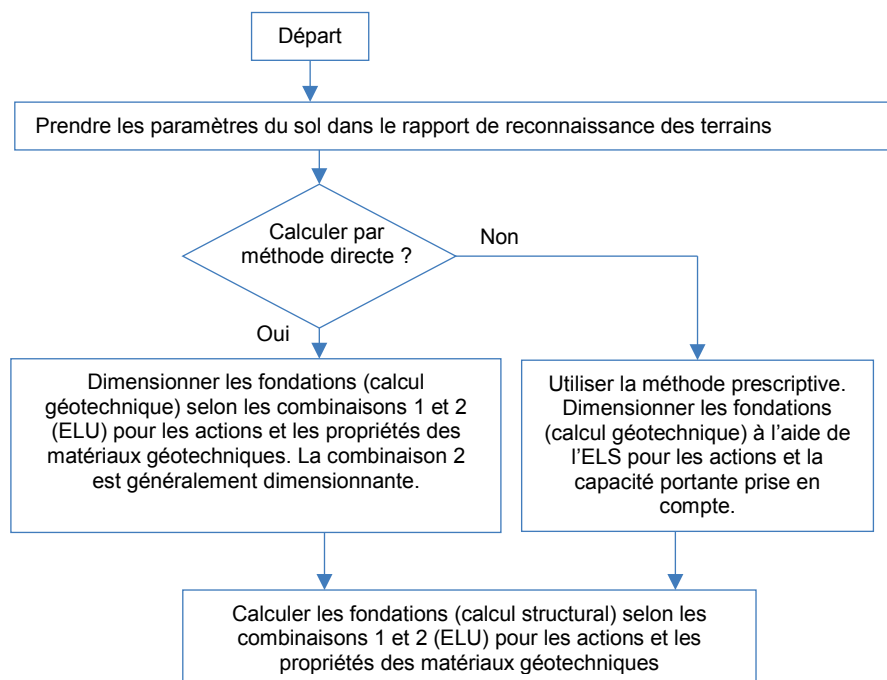 Départ
Prendre les paramètres du sol dans le rapport de reconnaissance des terrains
Calculer par
méthode directe ?
Non
Oui
Dimensionner les fondations (calcul
géotechnique) selon les combinaisons 1 et 2
(ELU) pour les actions et les propriétés des
matériaux géotechniques. La combinaison 2
est généralement dimensionnante.
Utiliser la méthode prescriptive.
Dimensionner les fondations
(calcul géotechnique) à l’aide de
l’ELS pour les actions et la
capacité portante prise en
compte.
Calculer les fondations (calcul structural) selon les
combinaisons 1 et 2 (ELU) pour les actions et les
propriétés des matériaux géotechniques